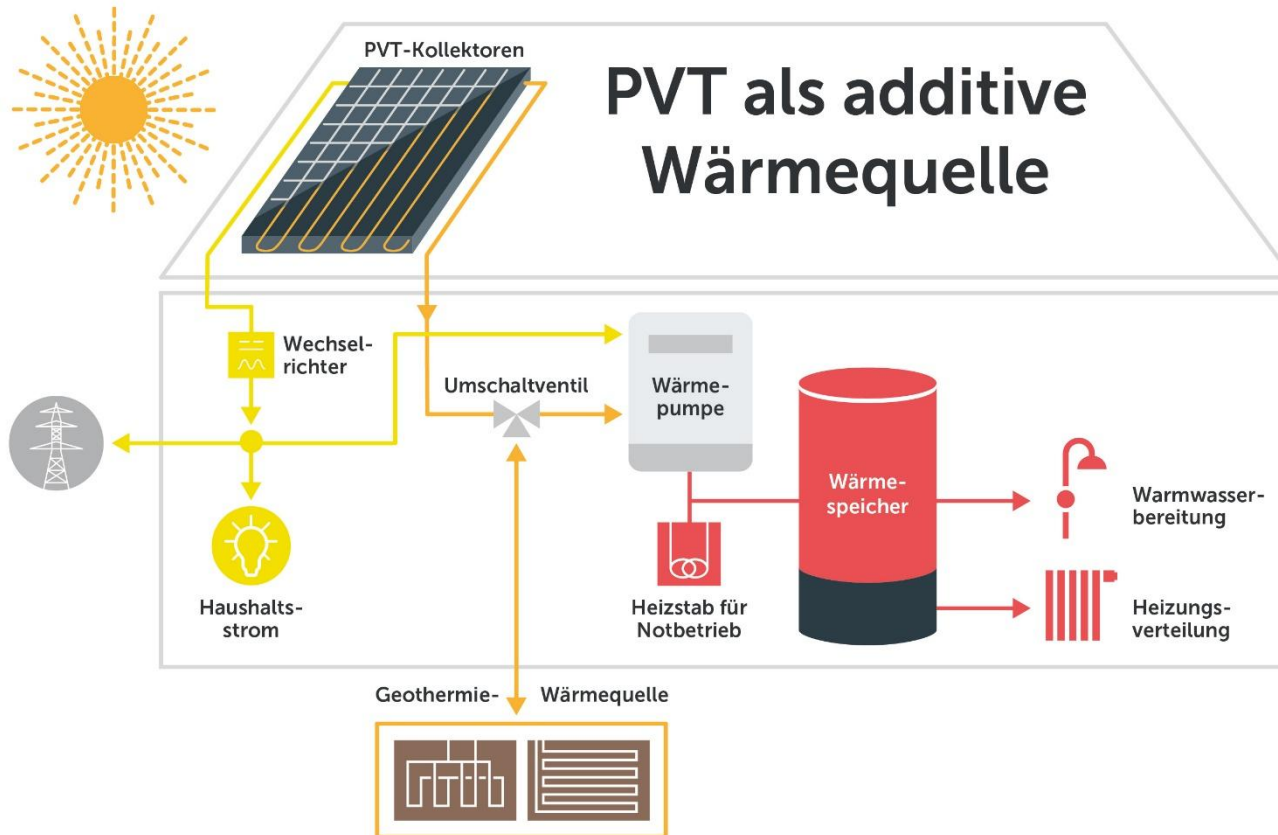 PVT-Kollektoren
PVT als additive
Wärmequelle
Wechsel-
richter
Umschaltventil
Wärme-
pumpe
Wärme-
speicher
Warmwasser-
bereitung
Haushalts-
strom
Heizstab für
Notbetrieb
Heizungs-
verteilung
Geothermie- Wärmequelle